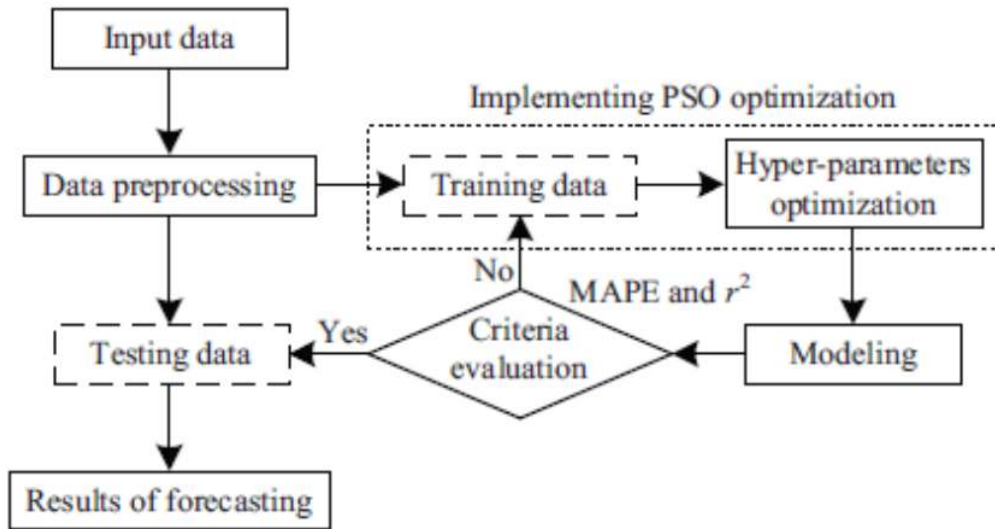 Input data
Implementing PSO optimization
Data preprocessing
Training data
Hyper-parameters
optimization
No
MAPE and r²
Yes
Testing data
Criteria
evaluation
Modeling
Results of forecasting